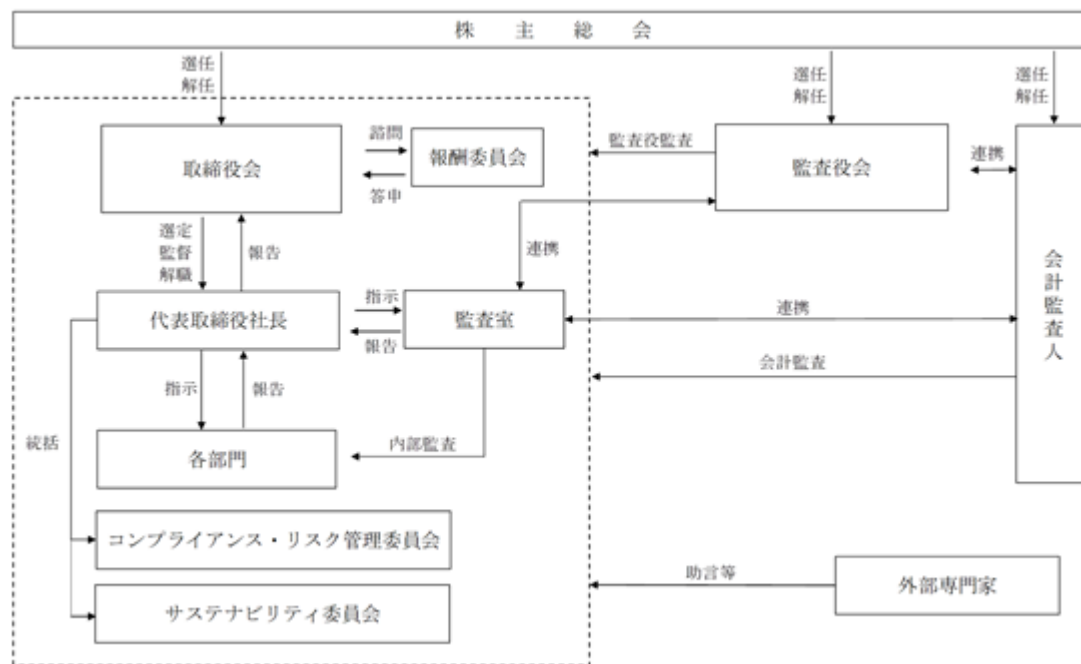 株主総会
選任
解任
選任
解任
選任
解任
取締役会
諮問
答申
報酬委員会
監査役監査
監査役会
連携
会計監査人
選定
監督
解職
報告
連携
代表取締役社長
指示
報告
監査室
連携
会計監査
指示
報告
統括
各部門
内部監査
コンプライアンス・リスク管理委員会
サステナビリティ委員会
助言等
外部専門家